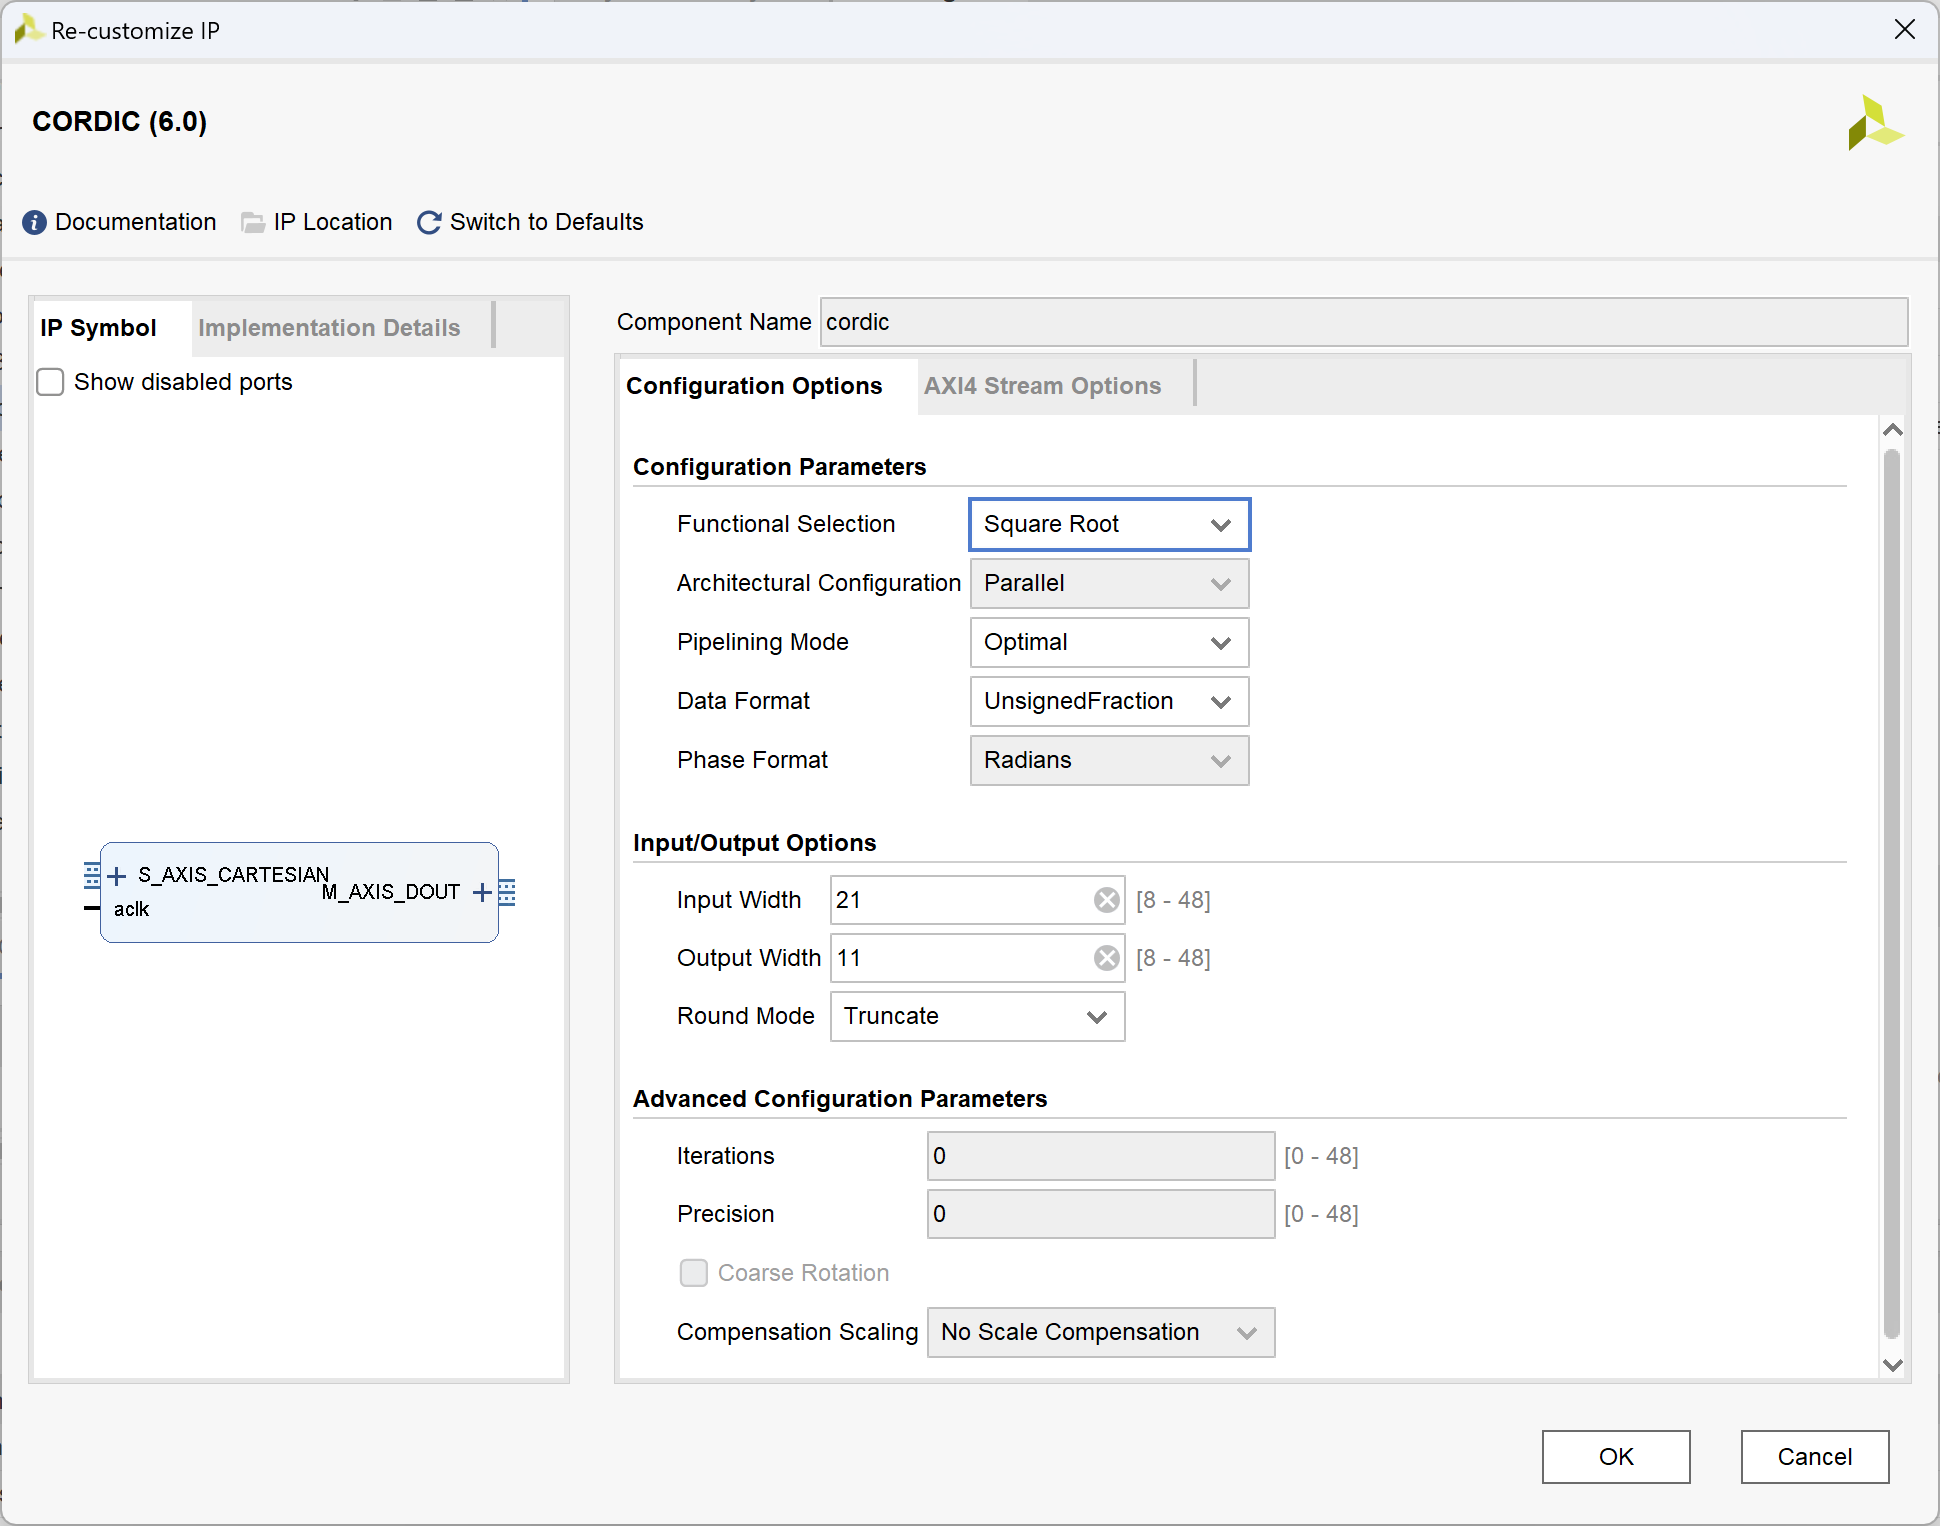 Re-customize IP
CORDIC (6.0)
Documentation IP Location Switch to Defaults
IP Symbol Implementation Details
Show disabled ports
S_AXIS_CARTESIAN
M_AXIS_DOUT
aclk
Component Name cordic
Configuration Options AXI4 Stream Options
Configuration Parameters
Functional Selection Square Root
Architectural Configuration Parallel
Pipelining Mode Optimal
Data Format UnsignedFraction
Phase Format Radians
Input/Output Options
Input Width 21 [8 - 48]
Output Width 11 [8 - 48]
Round Mode Truncate
Advanced Configuration Parameters
Iterations 0 [0 - 48]
Precision 0 [0 - 48]
Coarse Rotation
Compensation Scaling No Scale Compensation
OK Cancel